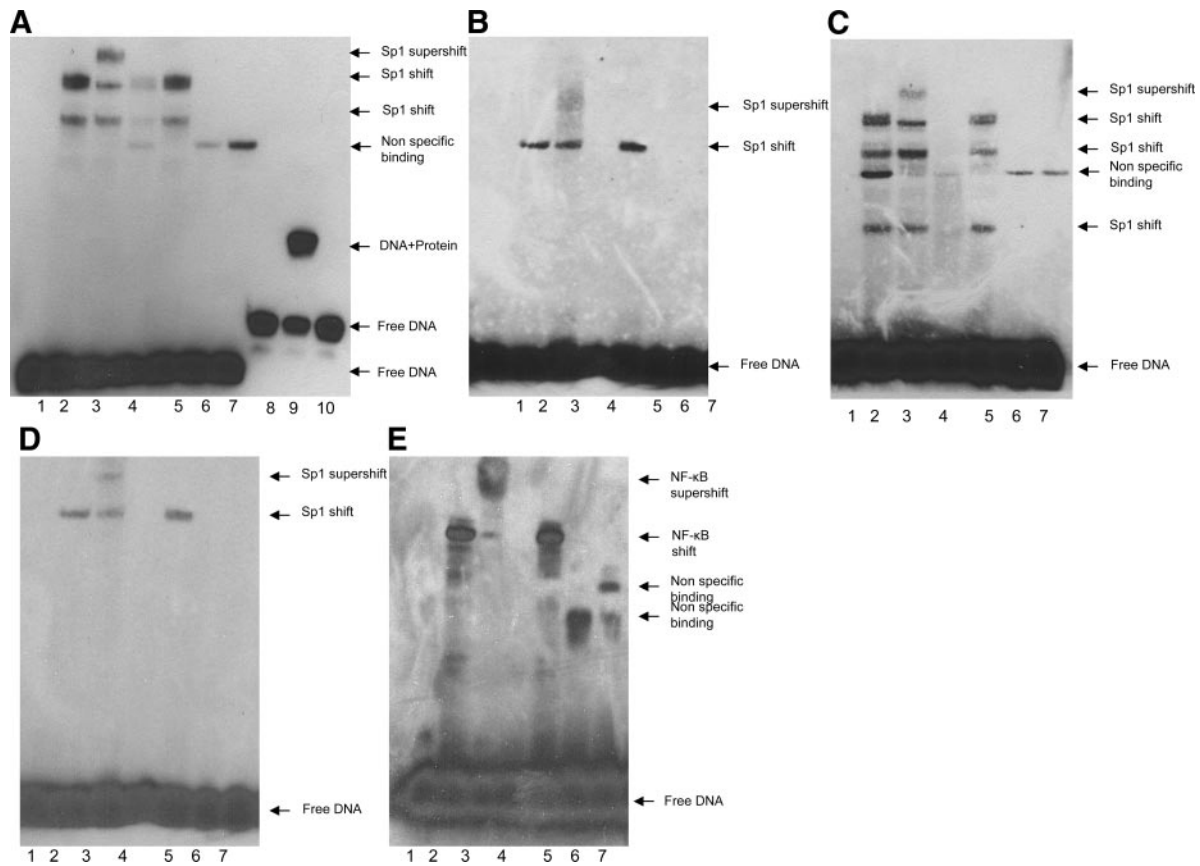 A
Sp1 supershift
Sp1 shift
Sp1 shift
Non specific
binding
DNA+Protein
Free DNA
Free DNA
1 2 3 4 5 6 7 8 9 10
B
Sp1 supershift
Sp1 shift
Free DNA
1 2 3 4 5 6 7
C
Sp1 supershift
Sp1 shift
Sp1 shift
Non specific
binding
Sp1 shift
Free DNA
1 2 3 4 5 6 7
D
Sp1 supershift
Sp1 shift
Free DNA
1 2 3 4 5 6 7
E
NF-κB
supershift
NF-κB
shift
Non specific
binding
Non specific
binding
Free DNA
1 2 3 4 5 6 7